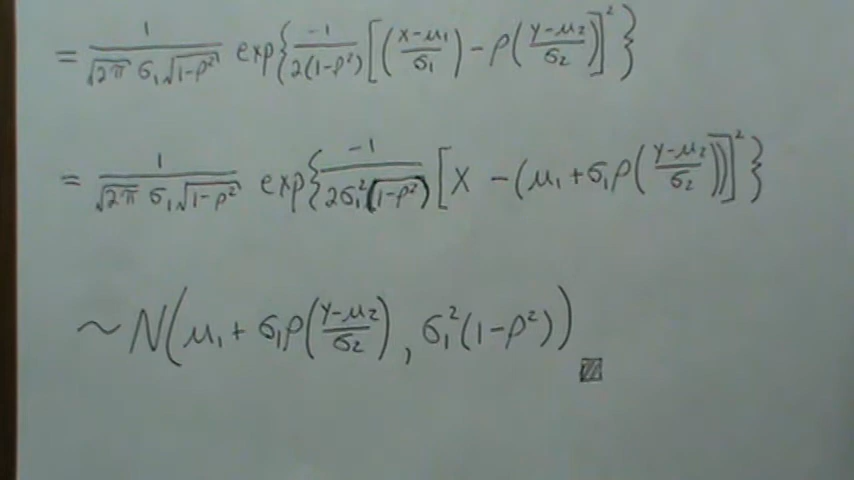 = 1/(√2π σ₁√(1-ρ²)) exp{-1/(2(1-ρ²)) [((x-μ₁)/σ₁) - ρ((y-μ₂)/σ₂)]²}
= 1/(√2π σ₁√(1-ρ²)) exp{-1/(2σ₁²(1-ρ²)) [x - (μ₁+σ₁ρ((y-μ₂)/σ₂))]²}
~ N(μ₁ + σ₁ρ((y-μ₂)/σ₂), σ₁²(1-ρ²))